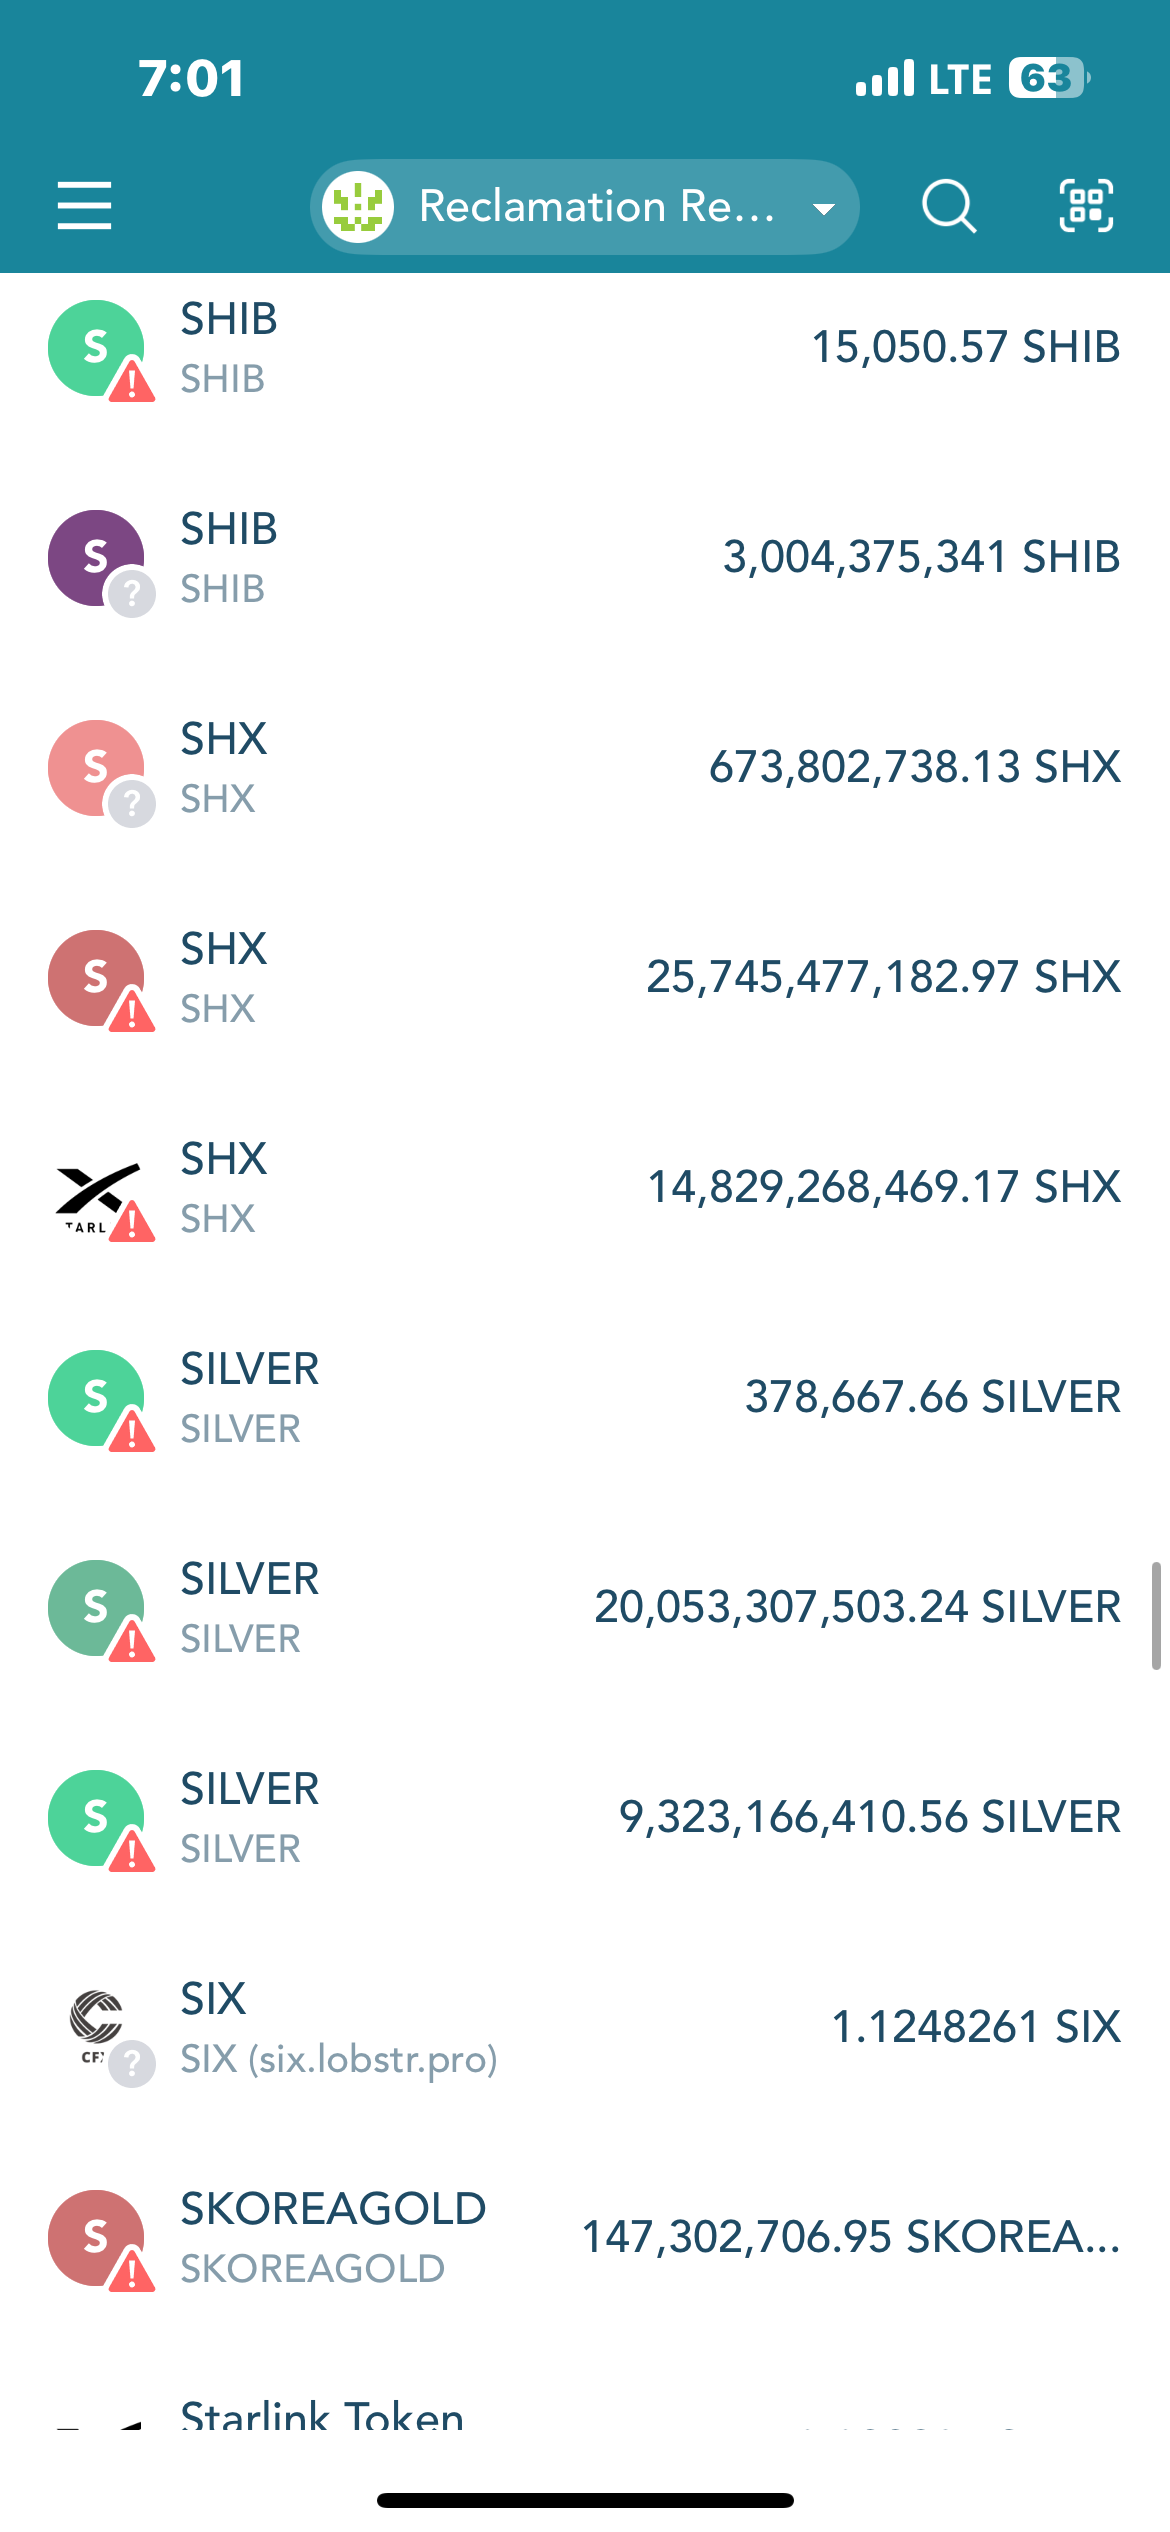 7:01
LTE 63
Reclamation Re...
S
SHIB
SHIB
15,050.57 SHIB
S
?
SHIB
SHIB
3,004,375,341 SHIB
S
?
SHX
SHX
673,802,738.13 SHX
S
SHX
SHX
25,745,477,182.97 SHX
TARL
SHX
SHX
14,829,268,469.17 SHX
S
SILVER
SILVER
378,667.66 SILVER
S
SILVER
SILVER
20,053,307,503.24 SILVER
S
SILVER
SILVER
9,323,166,410.56 SILVER
CF
?
SIX
SIX (six.lobstr.pro)
1.1248261 SIX
S
SKOREAGOLD
SKOREAGOLD
147,302,706.95 SKOREA...
Starlink Token